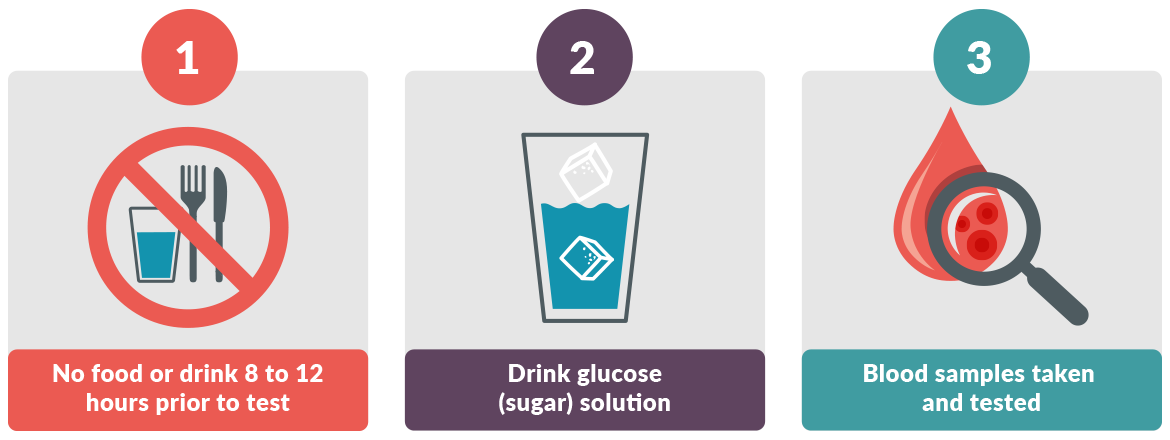 1
No food or drink 8 to 12
hours prior to test
2
Drink glucose
(sugar) solution
3
Blood samples taken
and tested